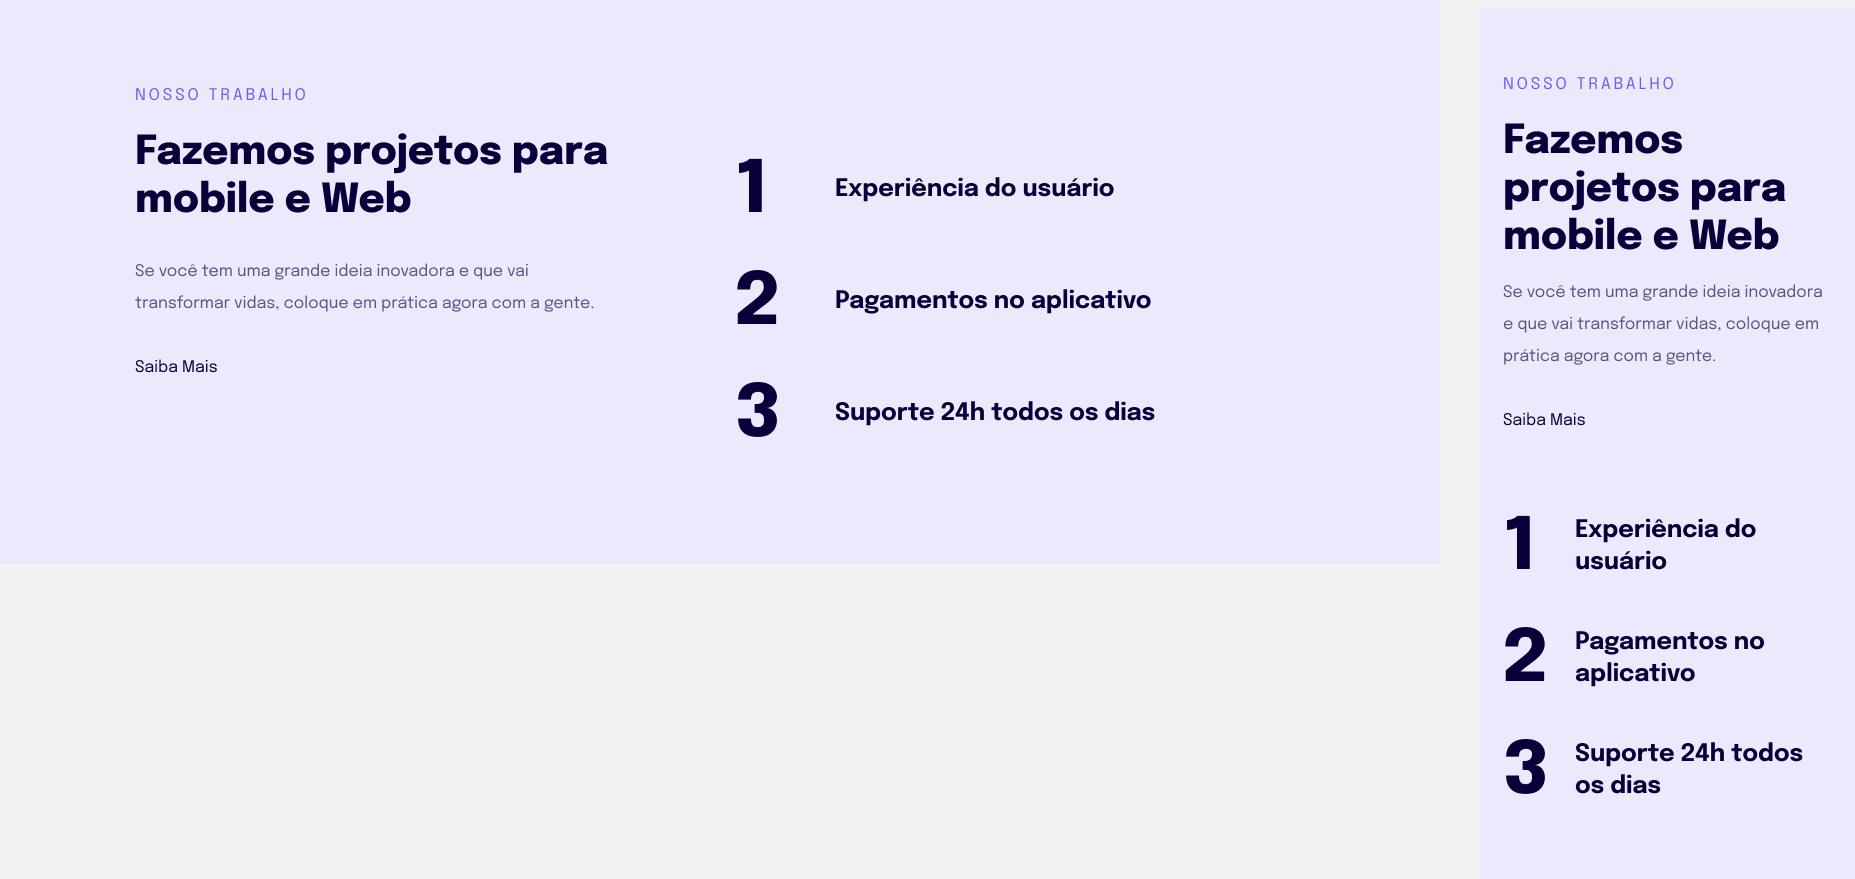 NOSSO TRABALHO
Fazemos projetos para
mobile e Web
Se você tem uma grande ideia inovadora e que vai
transformar vidas, coloque em prática agora com a gente.
Saiba Mais
1 Experiência do usuário
2 Pagamentos no aplicativo
3 Suporte 24h todos os dias
NOSSO TRABALHO
Fazemos
projetos para
mobile e Web
Se você tem uma grande ideia inovadora
e que vai transformar vidas, coloque em
prática agora com a gente.
Saiba Mais
1 Experiência do
usuário
2 Pagamentos no
aplicativo
3 Suporte 24h todos
os dias